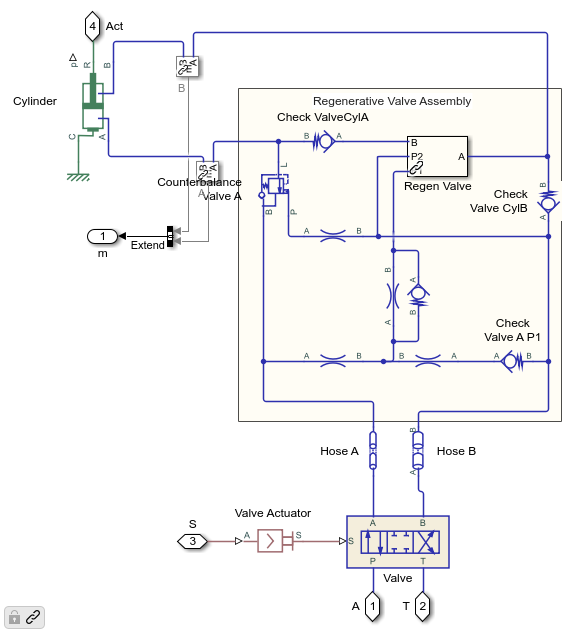 4 Act
R
B
B A
B
Cylinder
C
A
B A
A
1
m
Extend
Regenerative Valve Assembly
Check ValveCylA
B A
B
P2
A
Regen Valve
L
Counterbalance
Valve A
B
P
Check
Valve CylB
B
A
A B
B
A
A
B
Check
Valve A P1
A B
B A
A B
Hose A
Hose B
B
A
S
3
Valve Actuator
A S
S
A B
P T
Valve
A 1
T 2